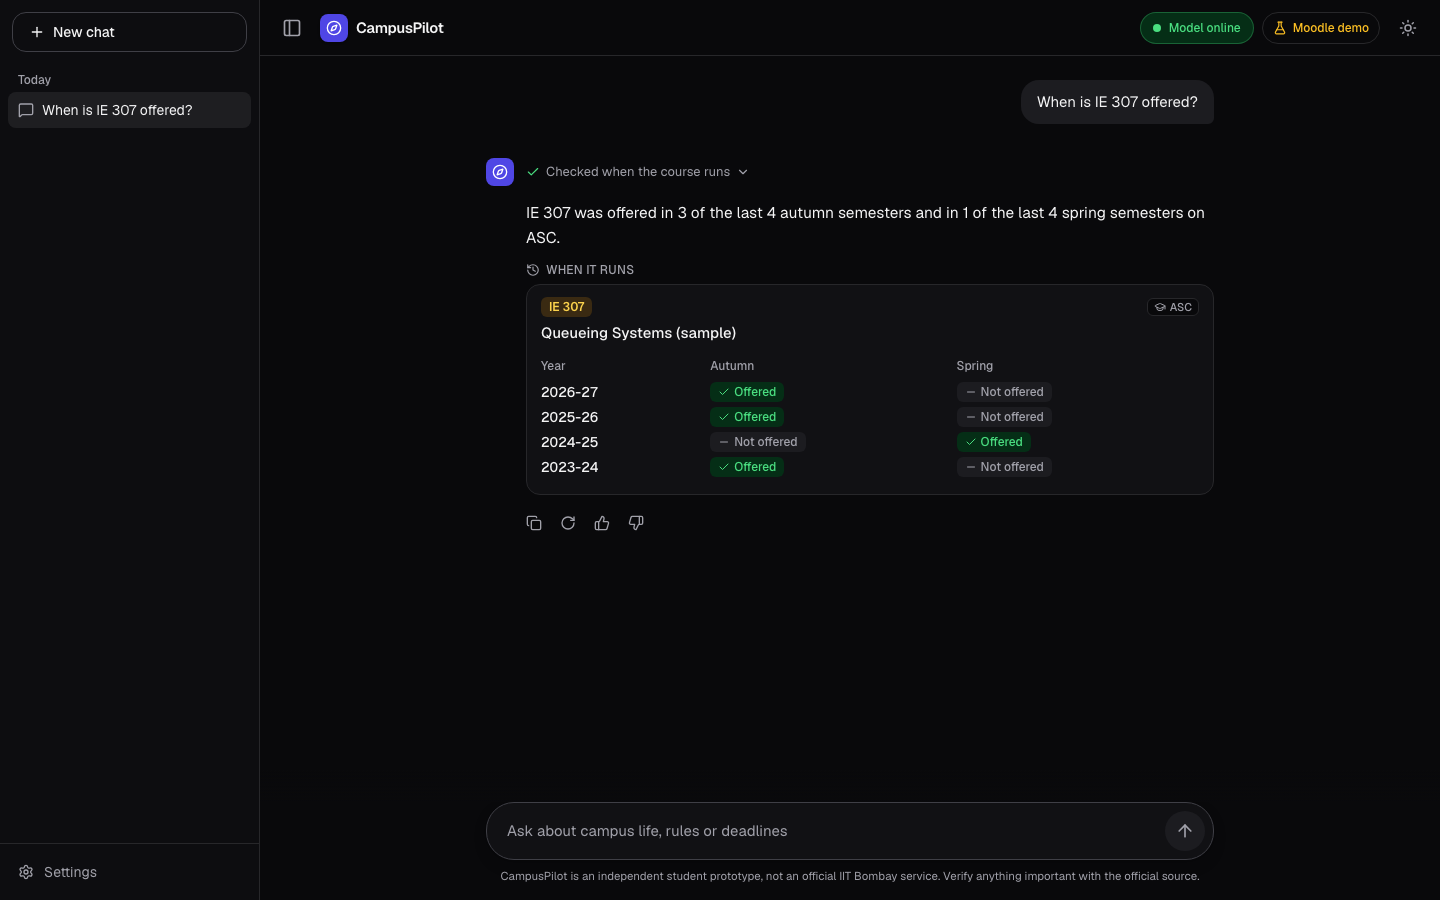 New chat
Today
When is IE 307 offered?
Settings
CampusPilot
Model online
Moodle demo
When is IE 307 offered?
Checked when the course runs
IE 307 was offered in 3 of the last 4 autumn semesters and in 1 of the last 4 spring semesters on
ASC.
WHEN IT RUNS
IE 307 ASC
Queueing Systems (sample)
Year Autumn Spring
2026-27 Offered Not offered
2025-26 Offered Not offered
2024-25 Not offered Offered
2023-24 Offered Not offered
Ask about campus life, rules or deadlines
CampusPilot is an independent student prototype, not an official IIT Bombay service. Verify anything important with the official source.